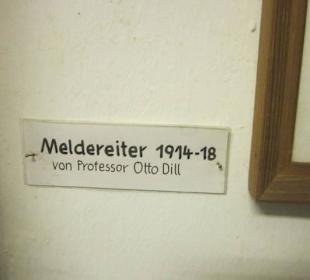 Meldereiter 1914-18
von Professor Otto Dill